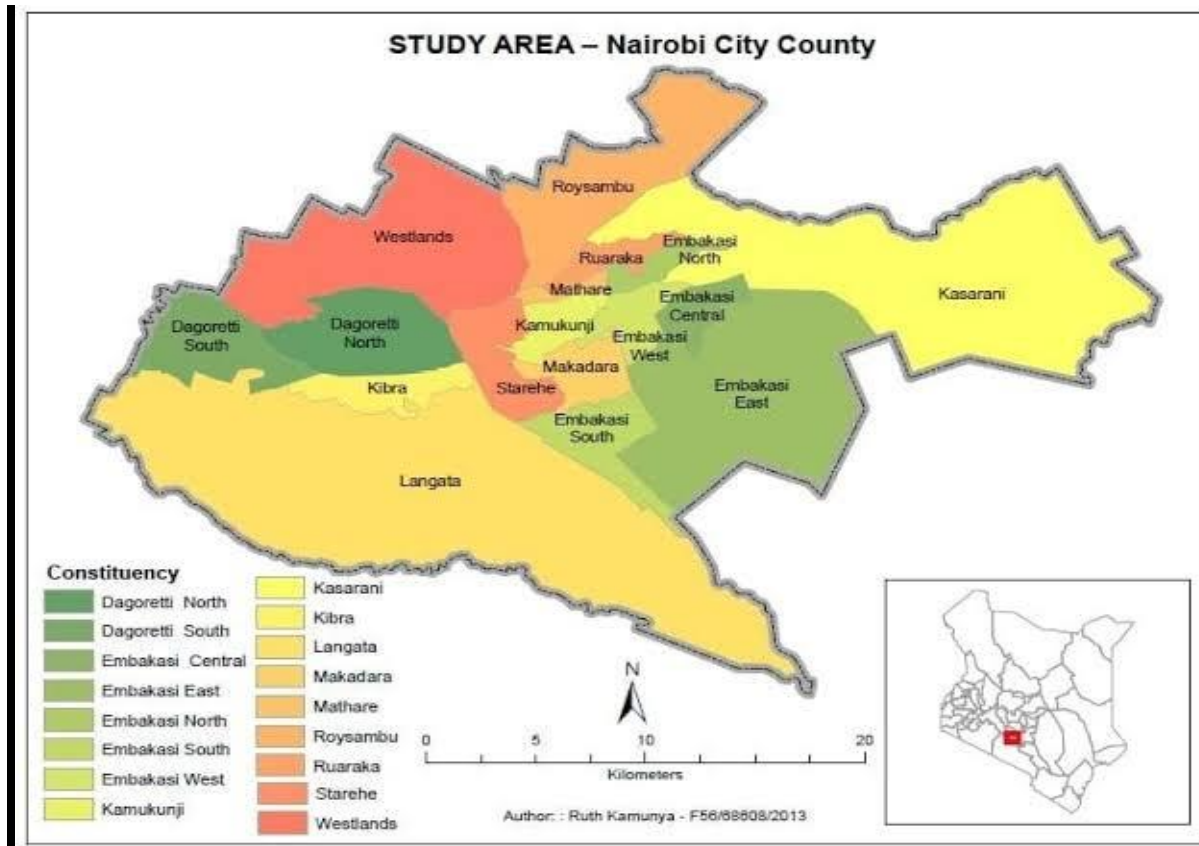 STUDY AREA – Nairobi City County
Roysambu
Westlands
Ruaraka
Embakasi
North
Kasarani
Mathare
Embakasi
Central
Dagoretti
South
Dagoretti
North
Kamukunji
Embakasi
West
Makadara
Kibra
Starehe
Embakasi
East
Embakasi
South
Langata
Constituency
Dagoretti North
Dagoretti South
Embakasi Central
Embakasi East
Embakasi North
Embakasi South
Embakasi West
Kamukunji
Kasarani
Kibra
Langata
Makadara
Mathare
Roysambu
Ruaraka
Starehe
Westlands
N
0 5 10 20
Kilometers
Author: : Ruth Kamunya - F56/68608/2013